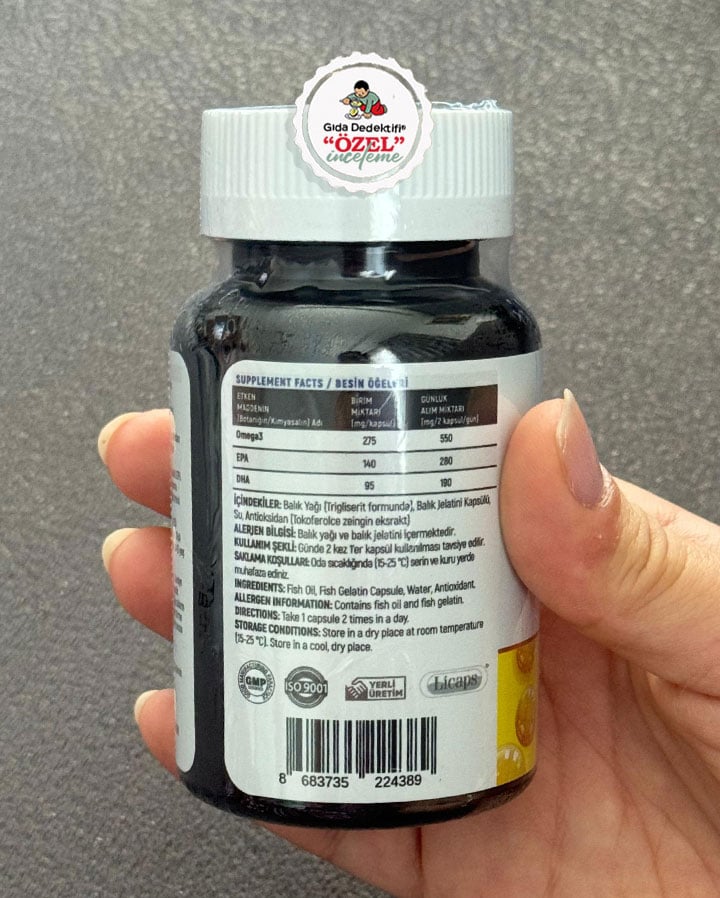 Gıda Dedektifi®
“ÖZEL”
inceleme
SUPPLEMENT FACTS / BESİN ÖĞELERİ
ETKEN MADDENİN (Botaniğin/Kimyasalın) Adı
BİRİM MİKTARI (mg/kapsül)
GÜNLÜK ALIM MİKTARI (mg/2 kapsül/gün)
Omega3 275 550
EPA 140 280
DHA 95 190
İÇİNDEKİLER: Balık Yağı (Trigliserit formunda), Balık Jelatini Kapsülü,
Su, Antioksidan (Tokoferolce zeingin eksrakt)
ALERJEN BİLGİSİ: Balık yağı ve balık jelatini içermektedir.
KULLANIM ŞEKLİ: Günde 2 kez 1'er kapsül kullanılması tavsiye edilir.
SAKLAMA KOŞULLARI: Oda sıcaklığında (15-25 °C) serin ve kuru yerde
muhafaza ediniz.
INGREDIENTS: Fish Oil, Fish Gelatin Capsule, Water, Antioxidant.
ALLERGEN INFORMATION: Contains fish oil and fish gelatin.
DIRECTIONS: Take 1 capsule 2 times in a day.
STORAGE CONDITIONS: Store in a dry place at room temperature
(15-25 °C). Store in a cool, dry place.
GMP
ISO 9001
YERLİ
ÜRETİM
Licaps®
8 683735 224389